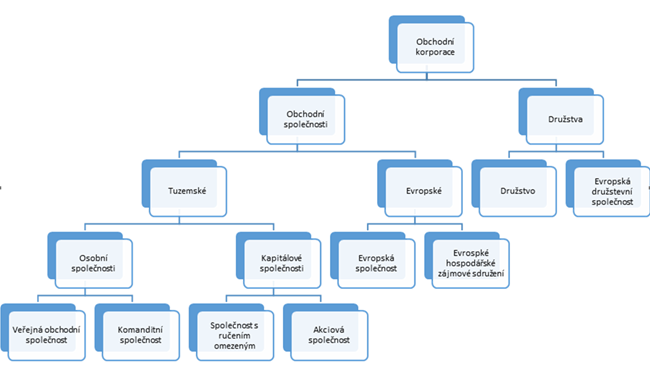 Obchodní
korporace
Obchodní
společnosti
Družstva
Tuzemské
Evropské
Družstvo
Evropská
družstevní
společnost
Osobní
společnosti
Kapitálové
společnosti
Evropská
společnost
Evrospké
hospodářské
zájmové sdružení
Veřejná obchodní
společnost
Komanditní
společnost
Společnost s
ručením
omezeným
Akciová
společnost